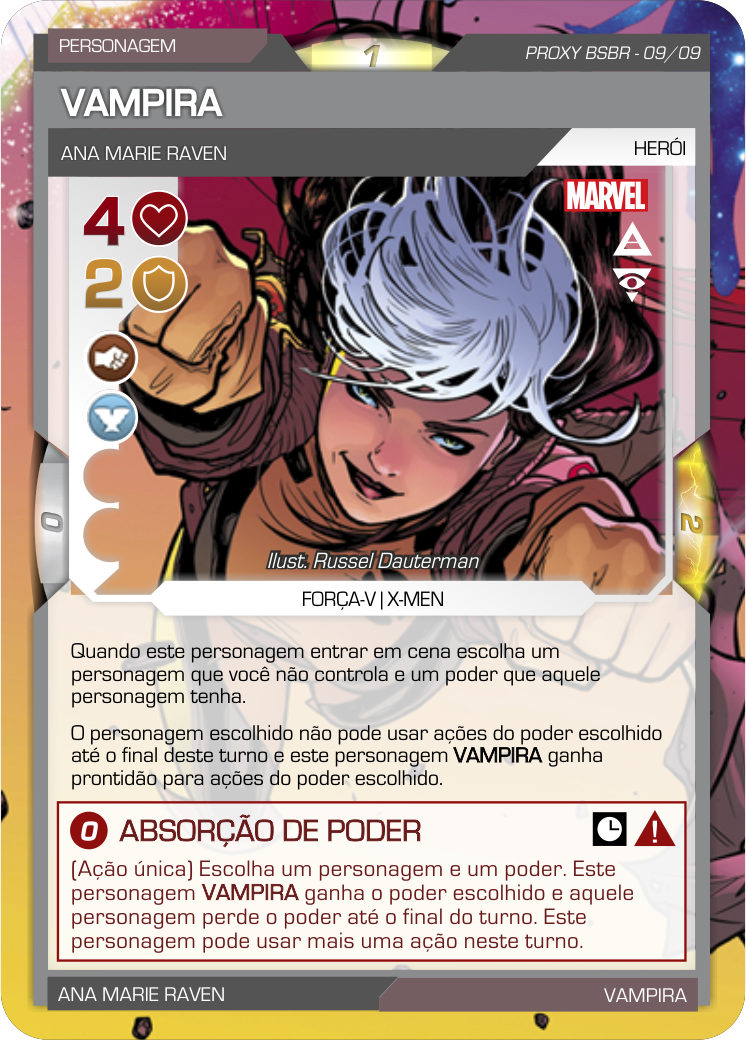 PERSONAGEM
1
PROXY BSBR - 09/09
VAMPIRA
ANA MARIE RAVEN
HERÓI
MARVEL
4
2
0
2
Ilust. Russel Dauterman
FORÇA-V | X-MEN
Quando este personagem entrar em cena escolha um
personagem que você não controla e um poder que aquele
personagem tenha.
O personagem escolhido não pode usar ações do poder escolhido
até o final deste turno e este personagem VAMPIRA ganha
prontidão para ações do poder escolhido.
0 ABSORÇÃO DE PODER
(Ação única) Escolha um personagem e um poder. Este
personagem VAMPIRA ganha o poder escolhido e aquele
personagem perde o poder até o final do turno. Este
personagem pode usar mais uma ação neste turno.
ANA MARIE RAVEN
VAMPIRA